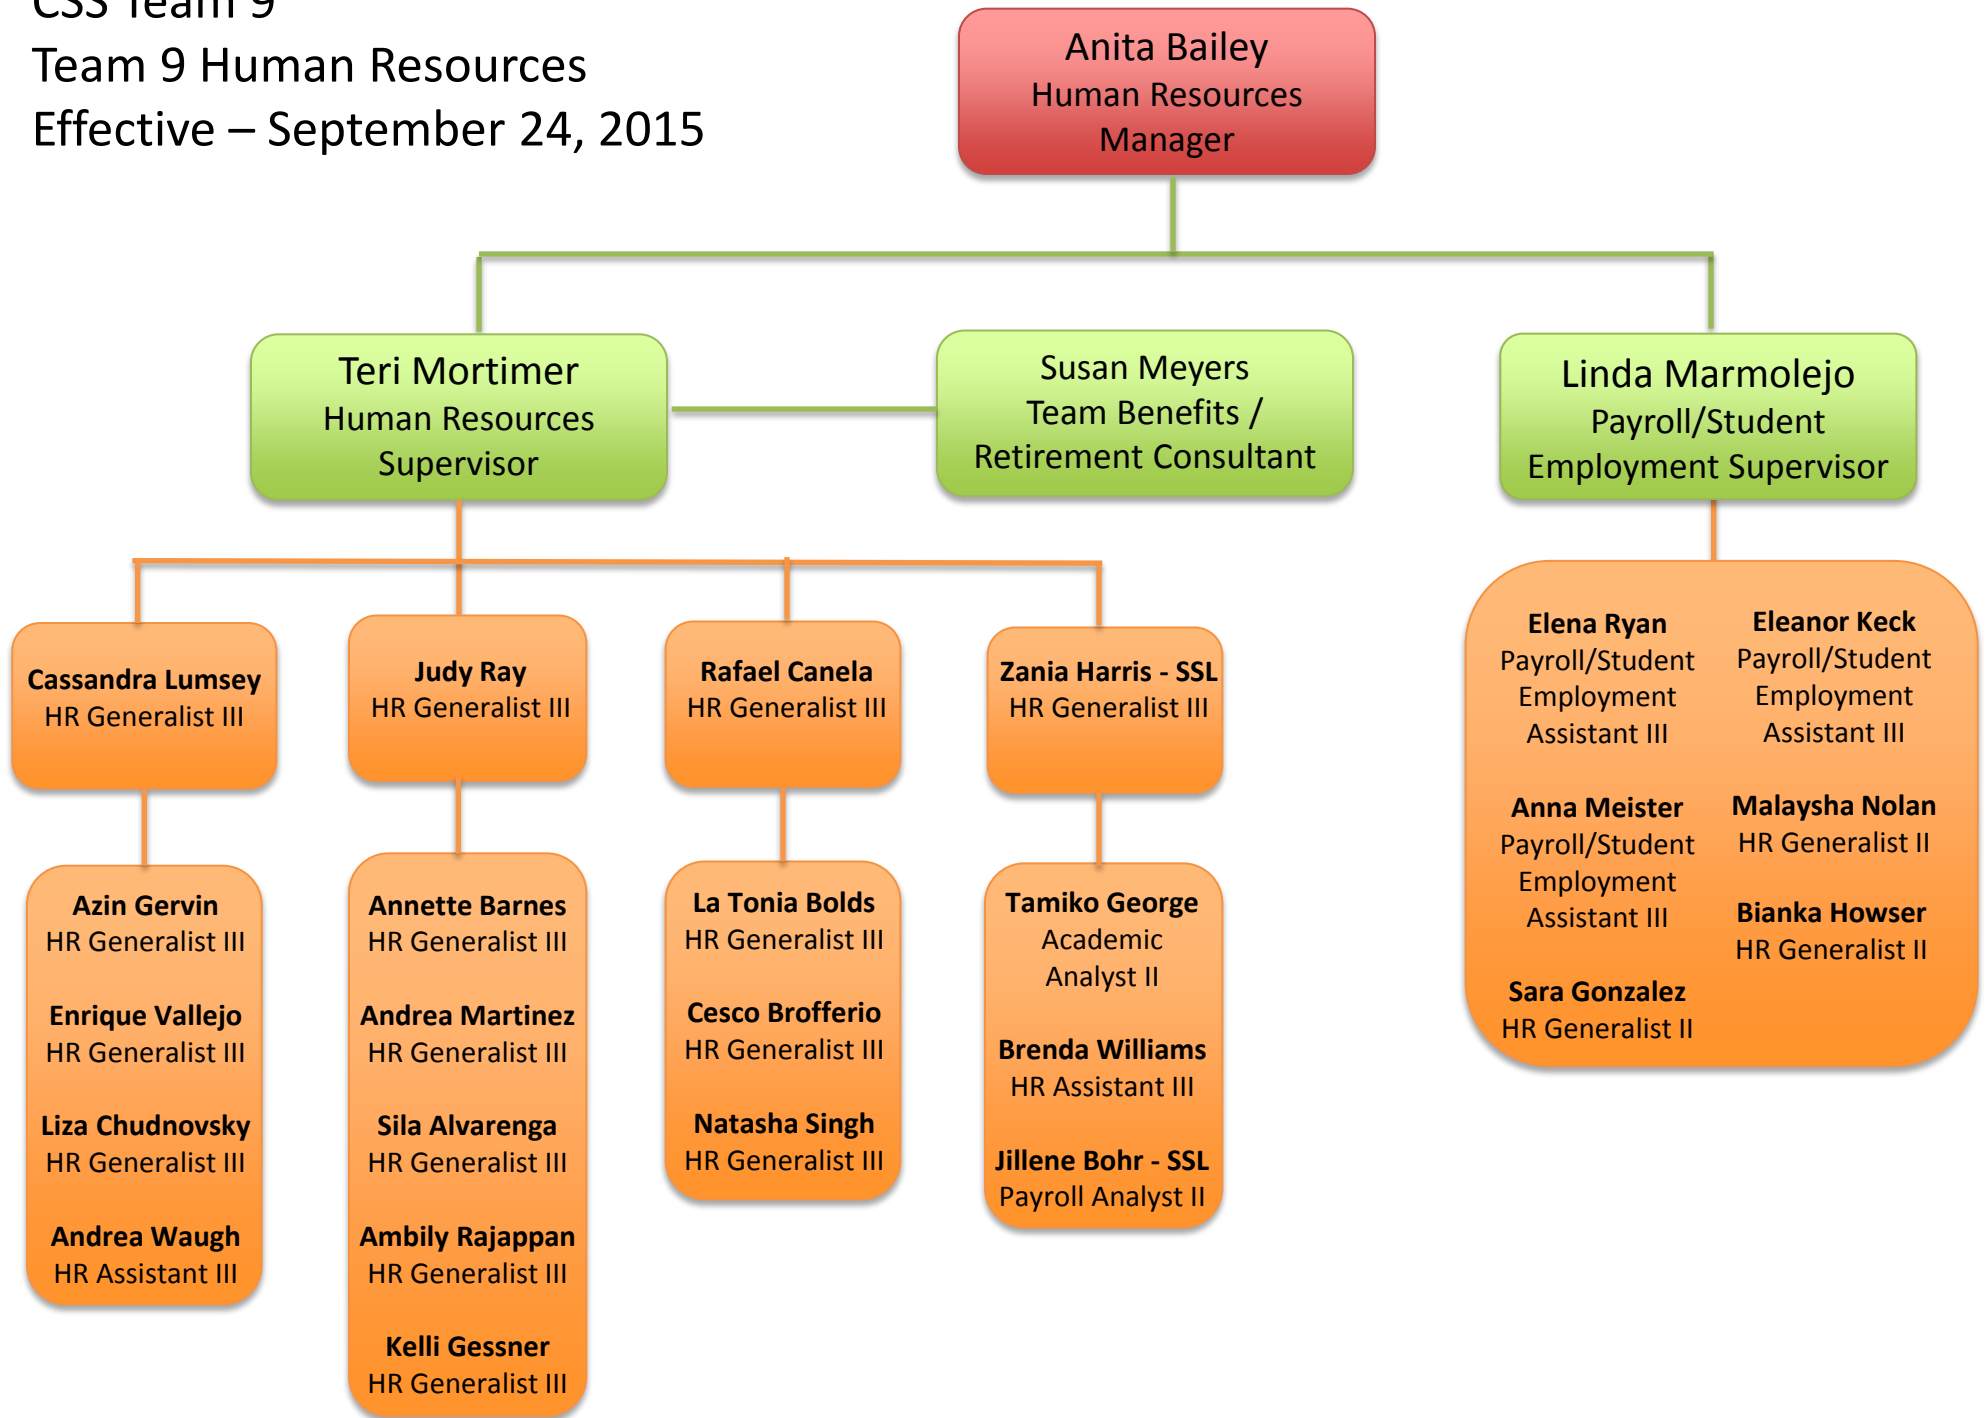 CSS Team 9
Team 9 Human Resources
Effective – September 24, 2015
Anita Bailey
Human Resources
Manager
Teri Mortimer
Human Resources
Supervisor
Susan Meyers
Team Benefits /
Retirement Consultant
Linda Marmolejo
Payroll/Student
Employment Supervisor
Cassandra Lumsey
HR Generalist III
Judy Ray
HR Generalist III
Rafael Canela
HR Generalist III
Zania Harris - SSL
HR Generalist III
Azin Gervin
HR Generalist III
Enrique Vallejo
HR Generalist III
Liza Chudnovsky
HR Generalist III
Andrea Waugh
HR Assistant III
Annette Barnes
HR Generalist III
Andrea Martinez
HR Generalist III
Sila Alvarenga
HR Generalist III
Ambily Rajappan
HR Generalist III
Kelli Gessner
HR Generalist III
La Tonia Bolds
HR Generalist III
Cesco Brofferio
HR Generalist III
Natasha Singh
HR Generalist III
Tamiko George
Academic
Analyst II
Brenda Williams
HR Assistant III
Jillene Bohr - SSL
Payroll Analyst II
Elena Ryan
Payroll/Student
Employment
Assistant III
Anna Meister
Payroll/Student
Employment
Assistant III
Sara Gonzalez
HR Generalist II
Eleanor Keck
Payroll/Student
Employment
Assistant III
Malaysha Nolan
HR Generalist II
Bianka Howser
HR Generalist II